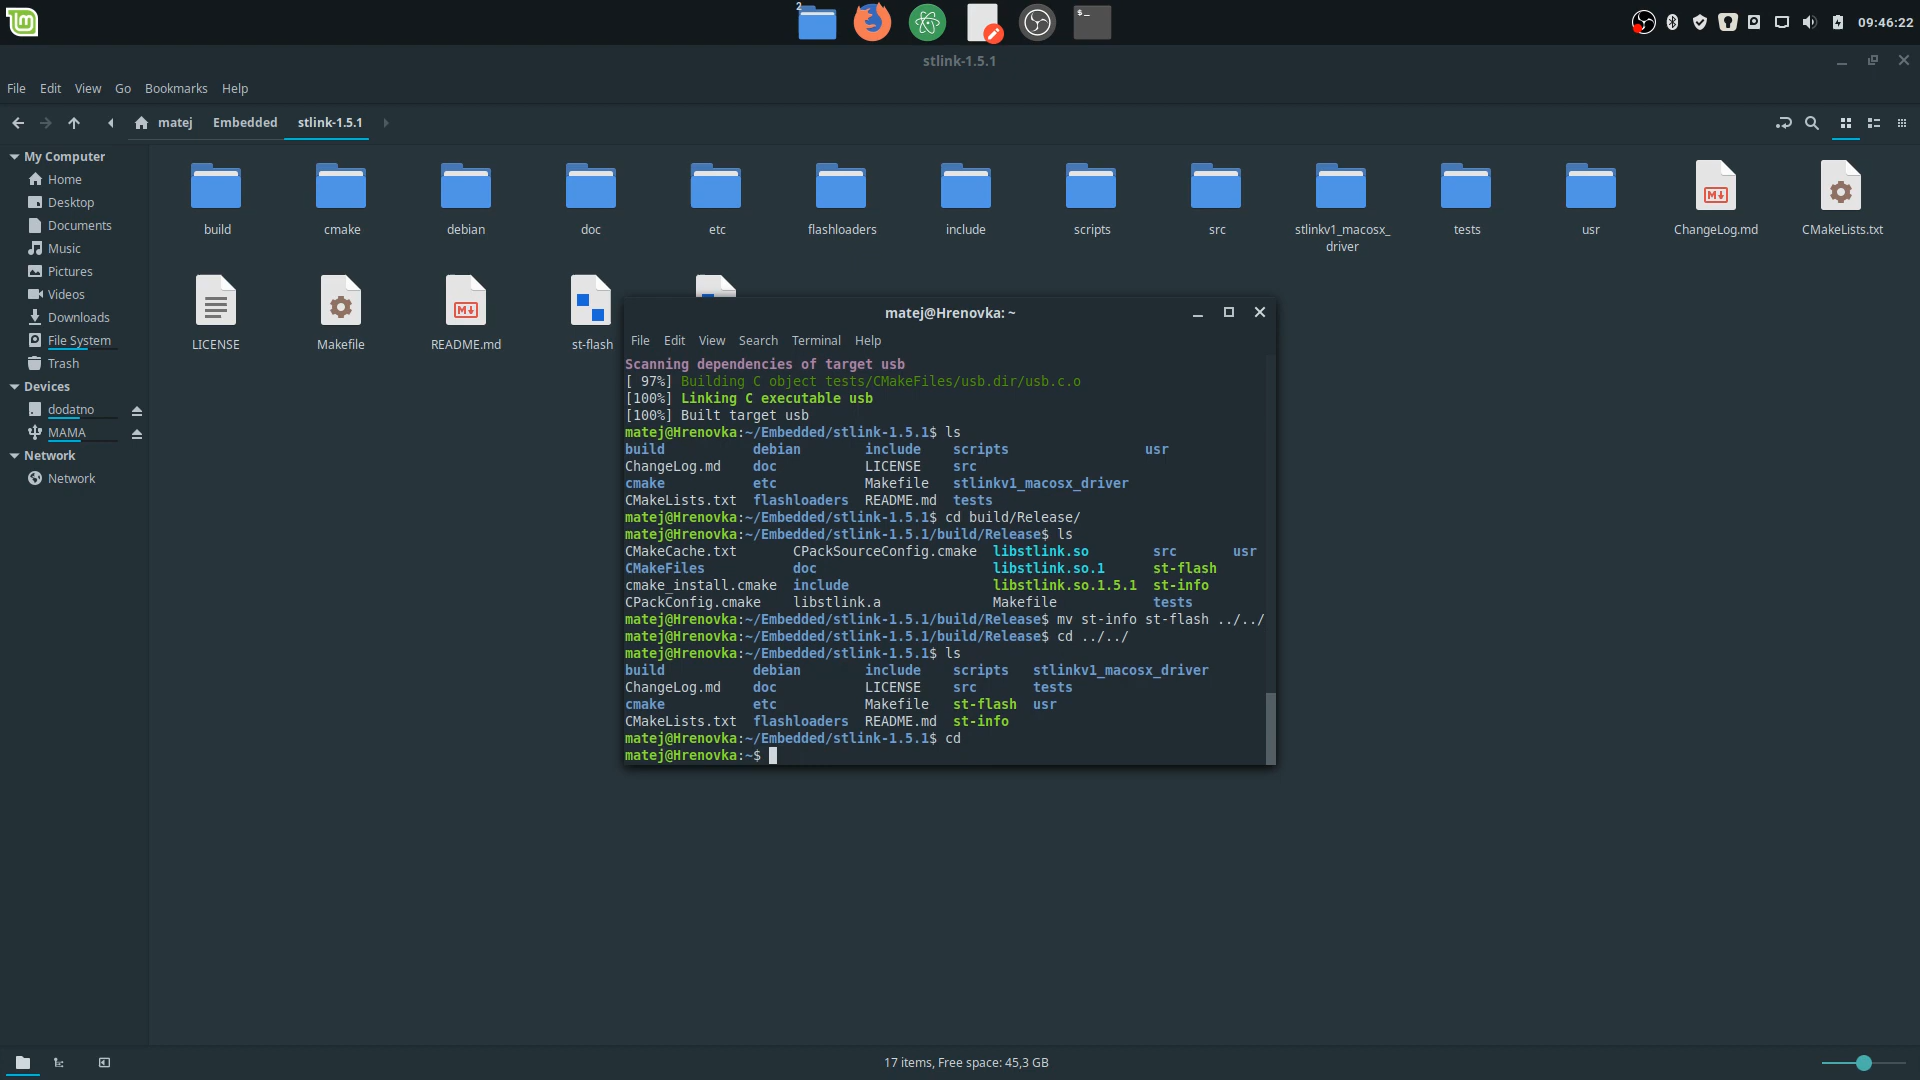 2
$_
09:46:22
stlink-1.5.1
File Edit View Go Bookmarks Help
matej Embedded stlink-1.5.1
My Computer
Home
Desktop
Documents
Music
Pictures
Videos
Downloads
File System
Trash
Devices
dodatno
MAMA
Network
Network
build cmake debian doc etc flashloaders include scripts src stlinkv1_macosx_ tests usr ChangeLog.md CMakeLists.txt
driver
LICENSE Makefile README.md st-flash
matej@Hrenovka: ~
File Edit View Search Terminal Help
Scanning dependencies of target usb
[ 97%] Building C object tests/CMakeFiles/usb.dir/usb.c.o
[100%] Linking C executable usb
[100%] Built target usb
matej@Hrenovka:~/Embedded/stlink-1.5.1$ ls
build debian include scripts usr
ChangeLog.md doc LICENSE src
cmake etc Makefile stlinkv1_macosx_driver
CMakeLists.txt flashloaders README.md tests
matej@Hrenovka:~/Embedded/stlink-1.5.1$ cd build/Release/
matej@Hrenovka:~/Embedded/stlink-1.5.1/build/Release$ ls
CMakeCache.txt CPackSourceConfig.cmake libstlink.so src usr
CMakeFiles doc libstlink.so.1 st-flash
cmake_install.cmake include libstlink.so.1.5.1 st-info
CPackConfig.cmake libstlink.a Makefile tests
matej@Hrenovka:~/Embedded/stlink-1.5.1/build/Release$ mv st-info st-flash ../../
matej@Hrenovka:~/Embedded/stlink-1.5.1/build/Release$ cd ../../
matej@Hrenovka:~/Embedded/stlink-1.5.1$ ls
build debian include scripts stlinkv1_macosx_driver
ChangeLog.md doc LICENSE src tests
cmake etc Makefile st-flash usr
CMakeLists.txt flashloaders README.md st-info
matej@Hrenovka:~/Embedded/stlink-1.5.1$ cd
matej@Hrenovka:~$
17 items, Free space: 45,3 GB